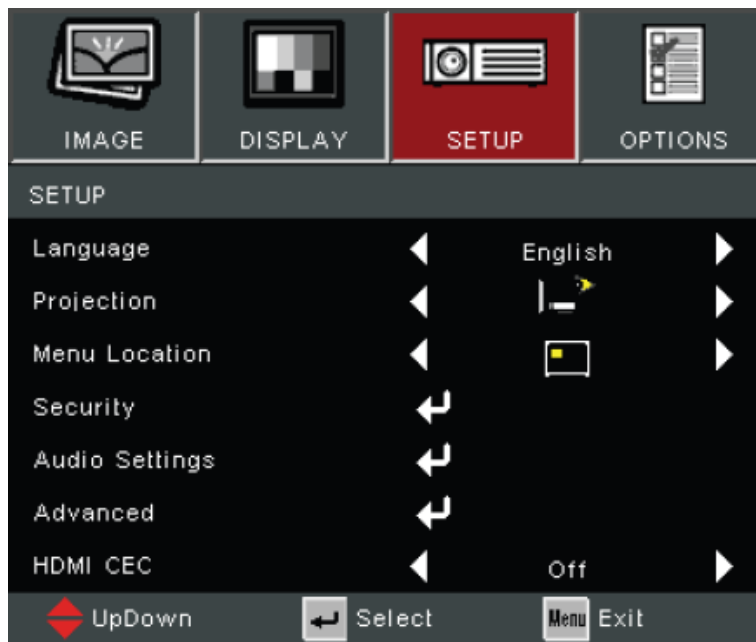 IMAGE DISPLAY SETUP OPTIONS
SETUP
Language English
Projection
Menu Location
Security
Audio Settings
Advanced
HDMI CEC Off
UpDown Select Menu Exit